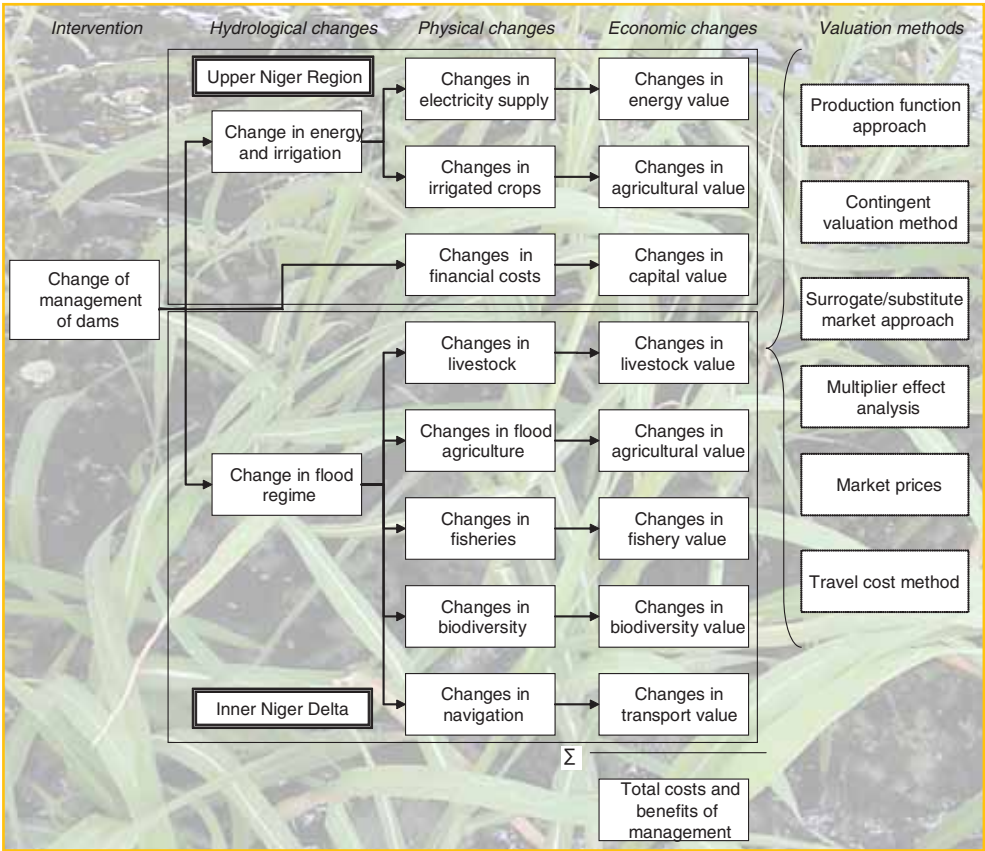 Intervention
Hydrological changes
Physical changes
Economic changes
Valuation methods
Upper Niger Region
Change in energy
and irrigation
Changes in
electricity supply
Changes in
energy value
Changes in
irrigated crops
Changes in
agricultural value
Changes in
financial costs
Changes in
capital value
Change of
management
of dams
Changes in
livestock
Changes in
livestock value
Changes in flood
agriculture
Changes in
agricultural value
Change in flood
regime
Changes in
fisheries
Changes in
fishery value
Changes in
biodiversity
Changes in
biodiversity value
Inner Niger Delta
Changes in
navigation
Changes in
transport value
Σ
Total costs and
benefits of
management
Production function
approach
Contingent
valuation method
Surrogate/substitute
market approach
Multiplier effect
analysis
Market prices
Travel cost method